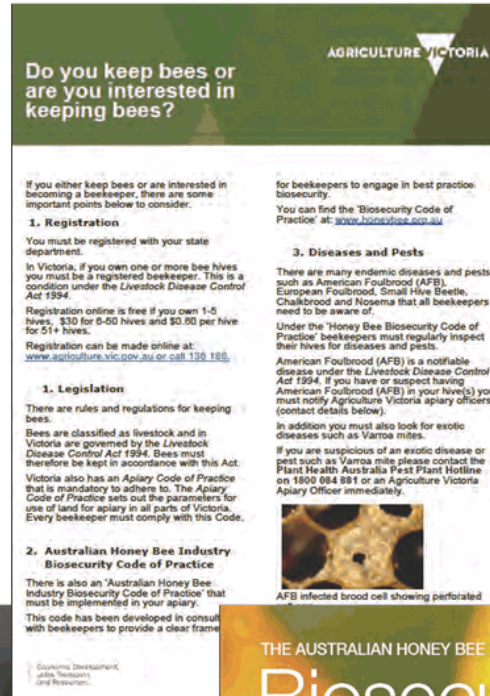 AGRICULTURE VICTORIA
Do you keep bees or
are you interested in
keeping bees?
If you either keep bees or are interested in
becoming a beekeeper, there are some
important points below to consider.
1. Registration
You must be registered with your state
department.
In Victoria, if you own one or more bee hives
you must be a registered beekeeper. This is a
condition under the Livestock Disease Control
Act 1994.
Registration online is free if you own 1-5
hives, $30 for 6-50 hives and $0.60 per hive
for 51+ hives.
Registration can be made online at:
www.agriculture.vic.gov.au or call 136 186.
1. Legislation
There are rules and regulations for keeping
bees.
Bees are classified as livestock and in
Victoria are governed by the Livestock
Disease Control Act 1994. Bees must
therefore be kept in accordance with this Act.
Victoria also has an Apiary Code of Practice
that is mandatory to adhere to. The Apiary
Code of Practice sets out the parameters for
use of land for apiary in all parts of Victoria.
Every beekeeper must comply with this Code.
2. Australian Honey Bee Industry
Biosecurity Code of Practice
There is also an 'Australian Honey Bee
Industry Biosecurity Code of Practice' that
must be implemented in your apiary.
This code has been developed in consult
with beekeepers to provide a clear frame
Economic Development,
Jobs, Transport
and Resources
for beekeepers to engage in best practice
biosecurity.
You can find the 'Biosecurity Code of
Practice' at: www.honeybee.org.au
3. Diseases and Pests
There are many endemic diseases and pests
such as American Foulbrood (AFB),
European Foulbrood, Small Hive Beetle,
Chalkbrood and Nosema that all beekeepers
need to be aware of.
Under the 'Honey Bee Biosecurity Code of
Practice' beekeepers must regularly inspect
their hives for diseases and pests.
American Foulbrood (AFB) is a notifiable
disease under the Livestock Disease Control
Act 1994. If you have or suspect having
American Foulbrood (AFB) in your hive(s) you
must notify Agriculture Victoria apiary officers
(contact details below).
In addition you must also look for exotic
diseases such as Varroa mites.
If you are suspicious of an exotic disease or
pest such as Varroa mite please contact the
Plant Health Australia Pest Plant Hotline
on 1800 084 881 or an Agriculture Victoria
Apiary Officer immediately.
AFB infected brood cell showing perforated
THE AUSTRALIAN HONEY BEE